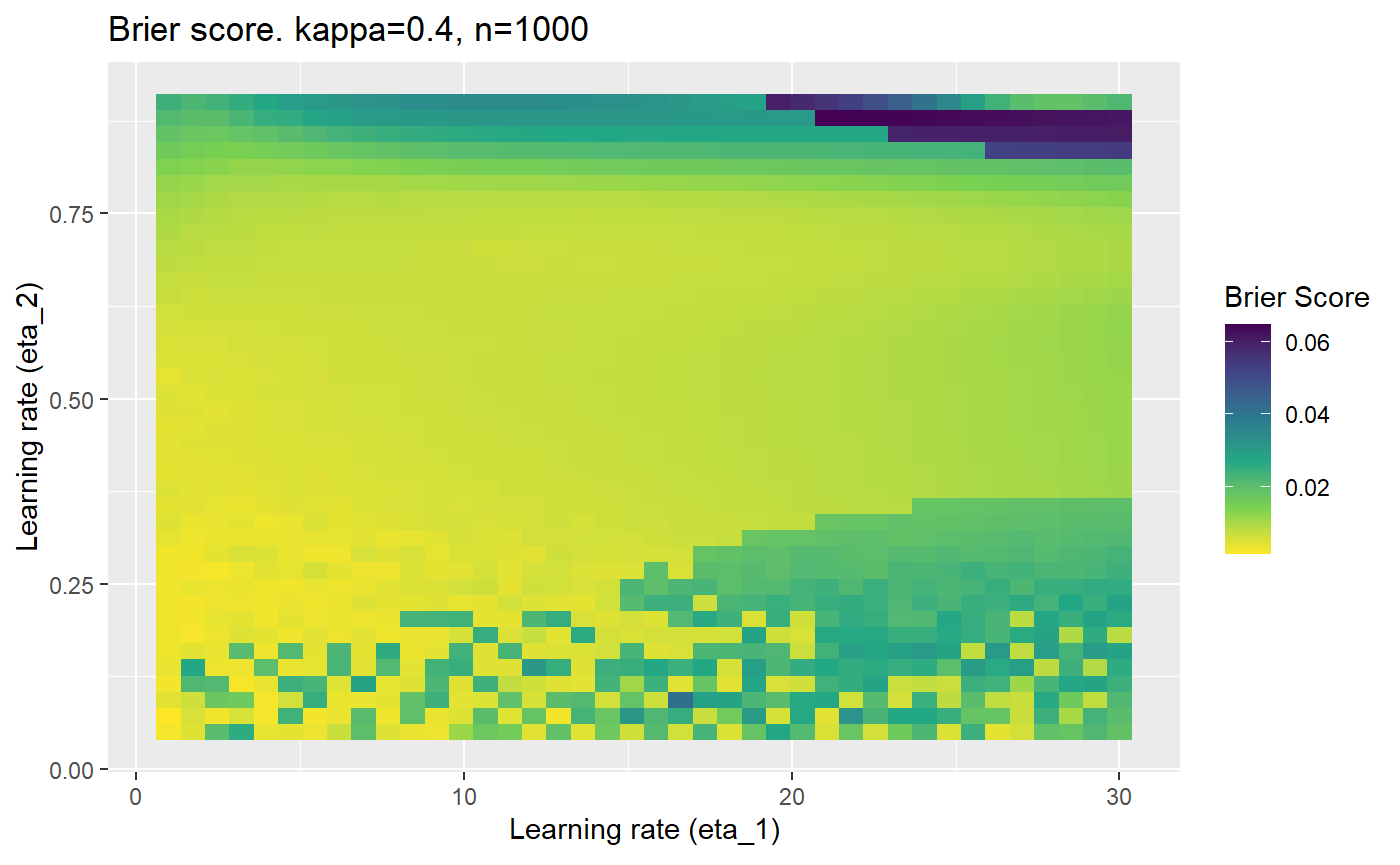 Brier score. kappa=0.4, n=1000
Learning rate (eta_2)
0.75
0.50
0.25
0.00
0
10
20
30
Learning rate (eta_1)
Brier Score
0.06
0.04
0.02